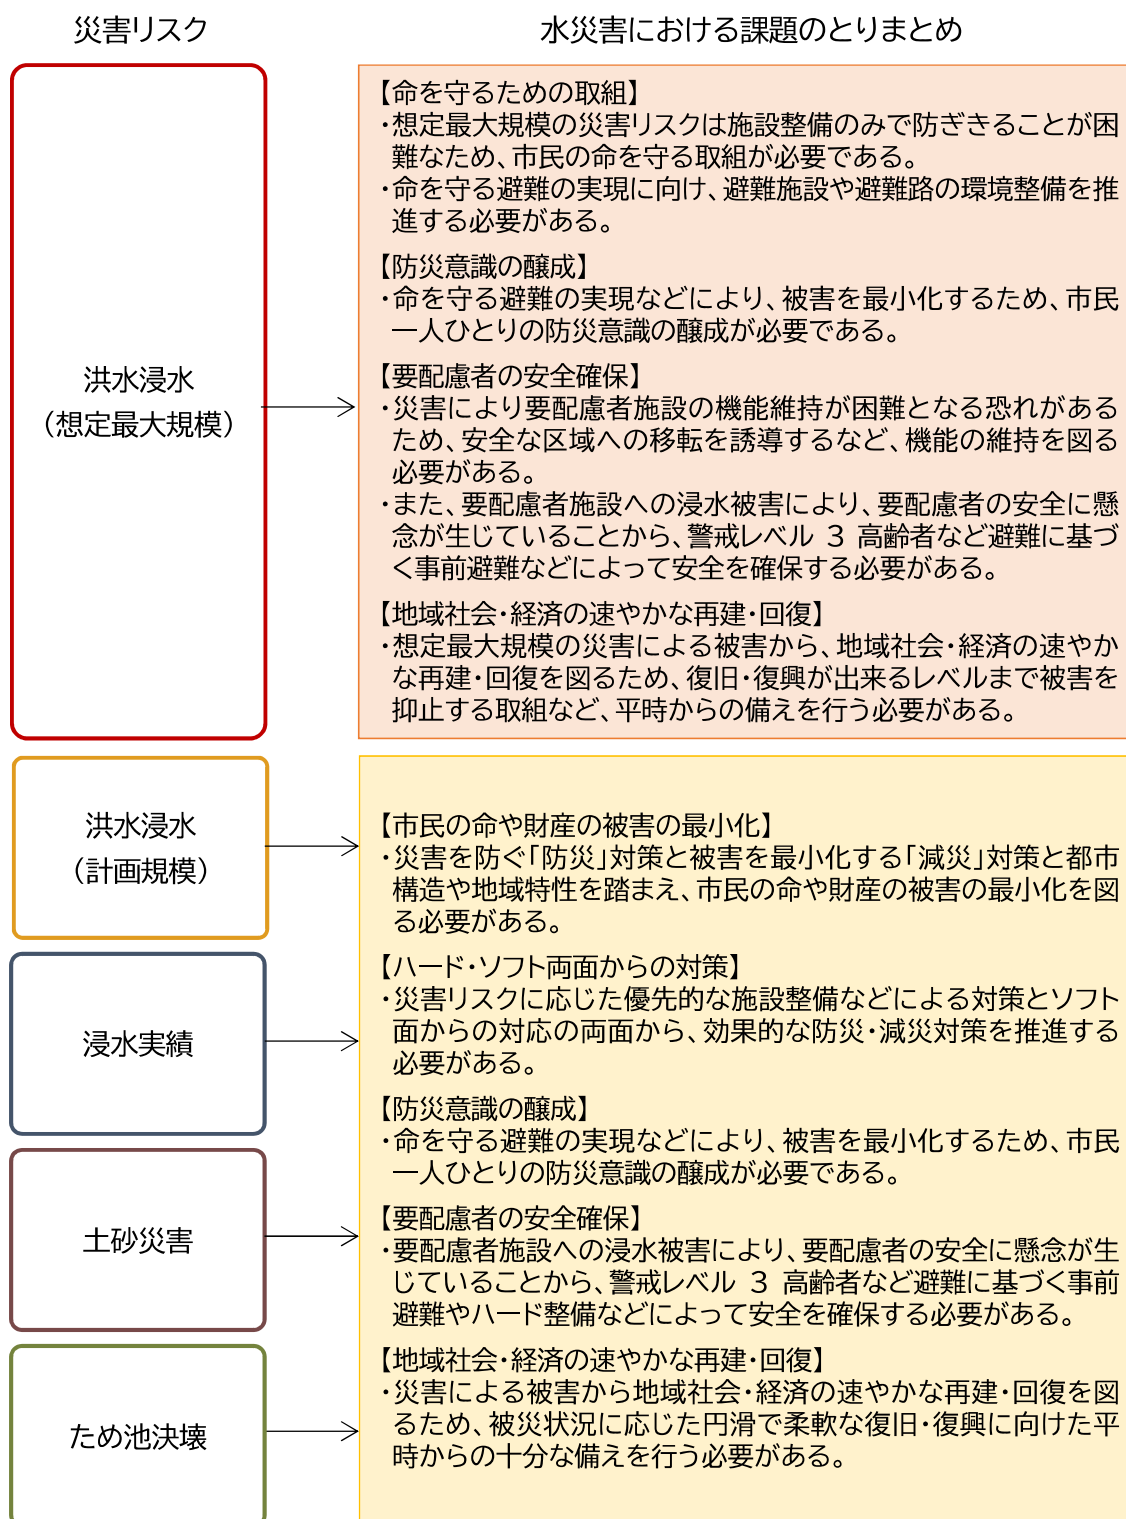 災害リスク
水災害における課題のとりまとめ
洪水浸水
（想定最大規模）
【命を守るための取組】
・想定最大規模の災害リスクは施設整備のみで防ぎきることが困
難なため、市民の命を守る取組が必要である。
・命を守る避難の実現に向け、避難施設や避難路の環境整備を推
進する必要がある。
【防災意識の醸成】
・命を守る避難の実現などにより、被害を最小化するため、市民
一人ひとりの防災意識の醸成が必要である。
【要配慮者の安全確保】
・災害により要配慮者施設の機能維持が困難となる恐れがある
ため、安全な区域への移転を誘導するなど、機能の維持を図る
必要がある。
・また、要配慮者施設への浸水被害により、要配慮者の安全に懸
念が生じていることから、警戒レベル 3 高齢者など避難に基づ
く事前避難などによって安全を確保する必要がある。
【地域社会・経済の速やかな再建・回復】
・想定最大規模の災害による被害から、地域社会・経済の速やか
な再建・回復を図るため、復旧・復興が出来るレベルまで被害を
抑止する取組など、平時からの備えを行う必要がある。
洪水浸水
（計画規模）
浸水実績
土砂災害
ため池決壊
【市民の命や財産の被害の最小化】
・災害を防ぐ「防災」対策と被害を最小化する「減災」対策と都市
構造や地域特性を踏まえ、市民の命や財産の被害の最小化を図
る必要がある。
【ハード・ソフト両面からの対策】
・災害リスクに応じた優先的な施設整備などによる対策とソフト
面からの対応の両面から、効果的な防災・減災対策を推進する
必要がある。
【防災意識の醸成】
・命を守る避難の実現などにより、被害を最小化するため、市民
一人ひとりの防災意識の醸成が必要である。
【要配慮者の安全確保】
・要配慮者施設への浸水被害により、要配慮者の安全に懸念が生
じていることから、警戒レベル 3 高齢者など避難に基づく事前
避難やハード整備などによって安全を確保する必要がある。
【地域社会・経済の速やかな再建・回復】
・災害による被害から地域社会・経済の速やかな再建・回復を図
るため、被災状況に応じた円滑で柔軟な復旧・復興に向けた平
時からの十分な備えを行う必要がある。